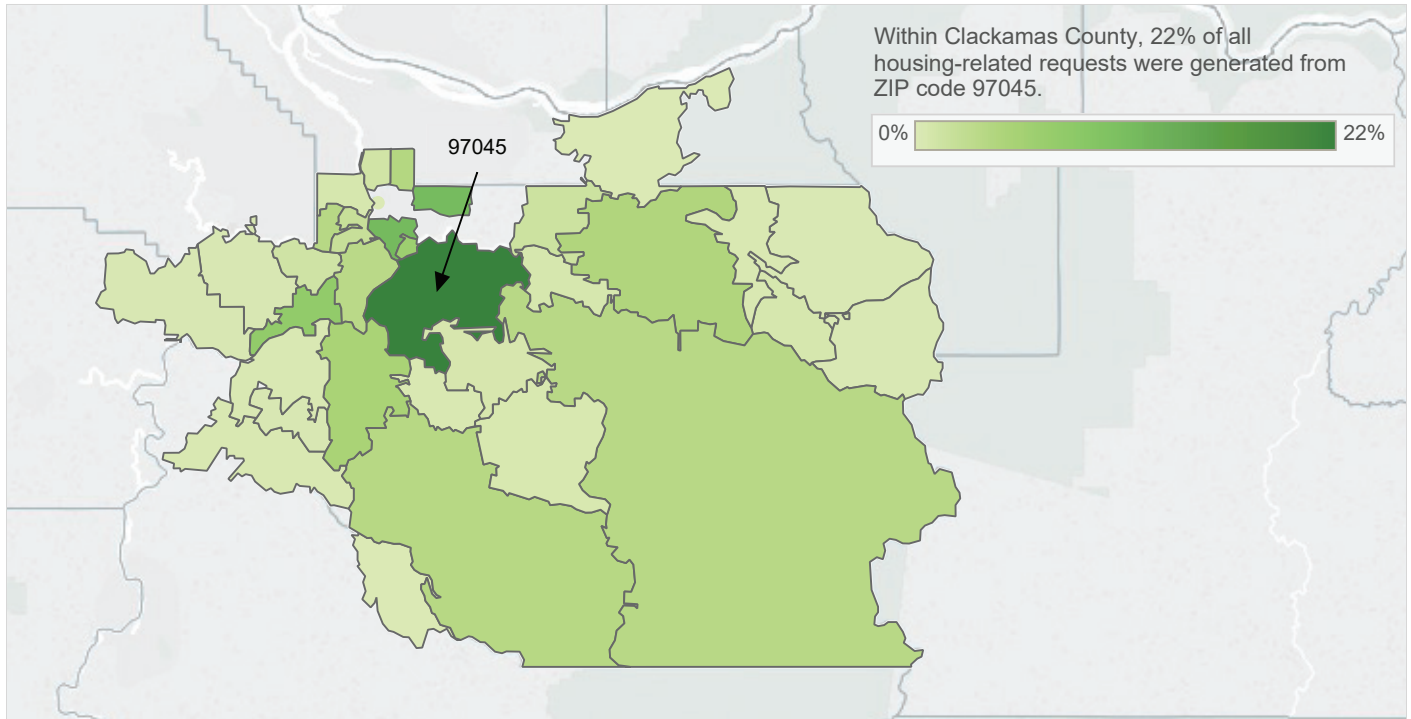 Within Clackamas County, 22% of all
housing-related requests were generated from
ZIP code 97045.
0%
22%
97045